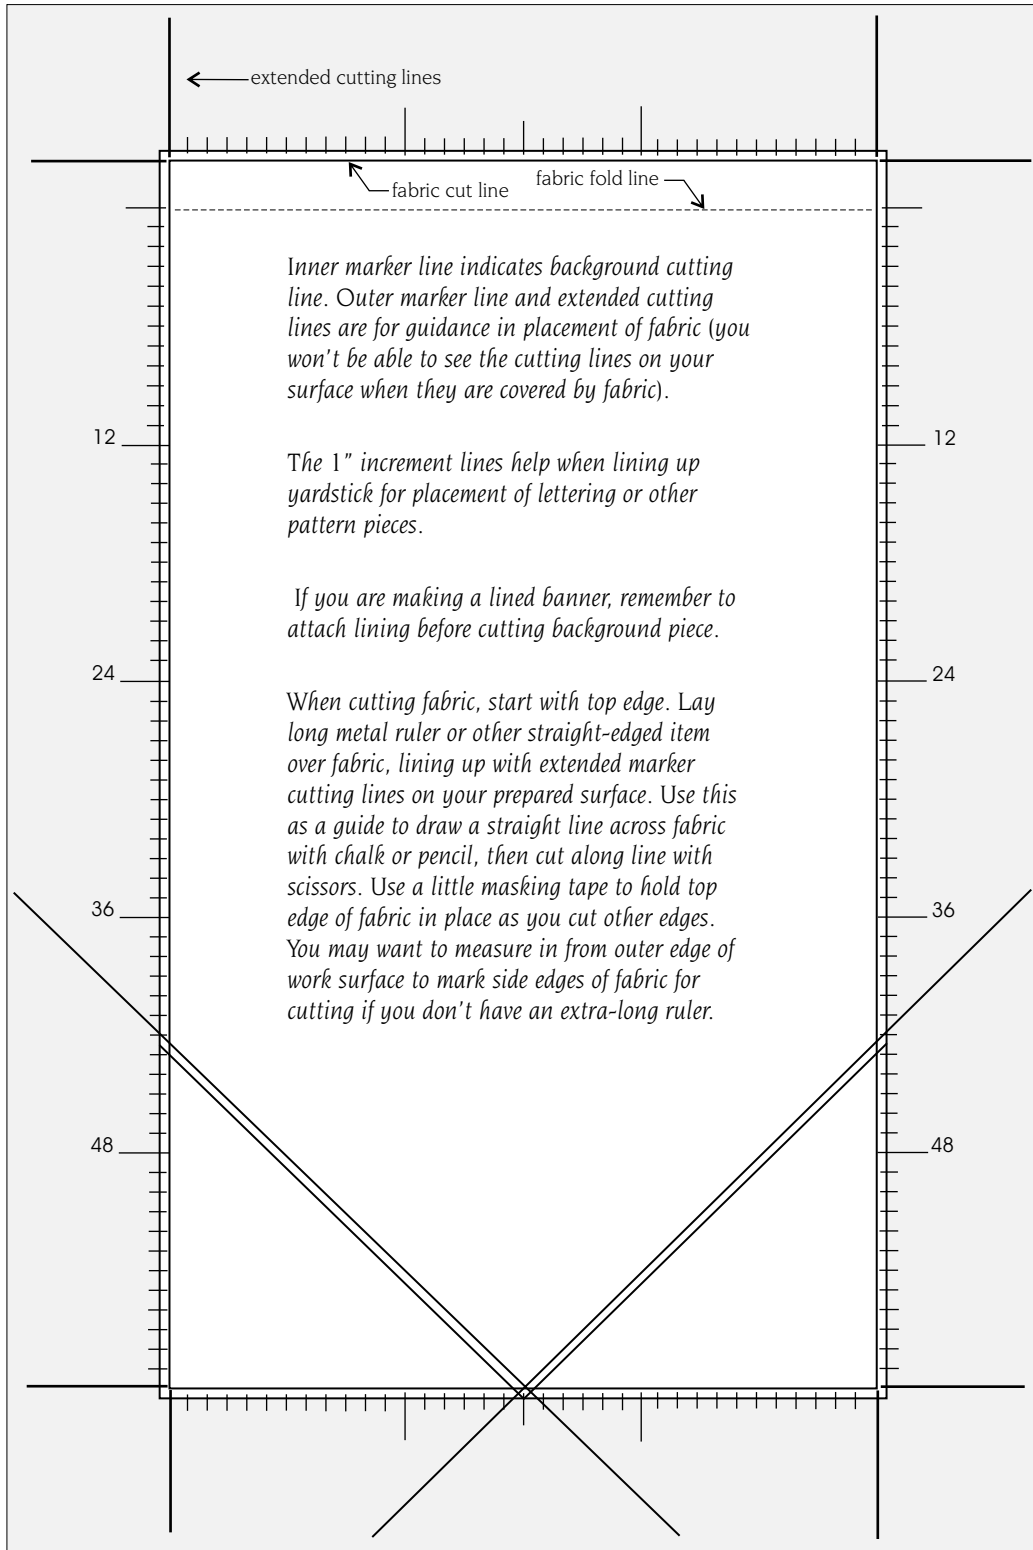 extended cutting lines
fabric cut line
fabric fold line
Inner marker line indicates background cutting
line. Outer marker line and extended cutting
lines are for guidance in placement of fabric (you
won't be able to see the cutting lines on your
surface when they are covered by fabric).
12
12
The 1" increment lines help when lining up
yardstick for placement of lettering or other
pattern pieces.
If you are making a lined banner, remember to
attach lining before cutting background piece.
24
24
When cutting fabric, start with top edge. Lay
long metal ruler or other straight-edged item
over fabric, lining up with extended marker
cutting lines on your prepared surface. Use this
as a guide to draw a straight line across fabric
with chalk or pencil, then cut along line with
scissors. Use a little masking tape to hold top
edge of fabric in place as you cut other edges.
You may want to measure in from outer edge of
work surface to mark side edges of fabric for
cutting if you don't have an extra-long ruler.
36
36
48
48